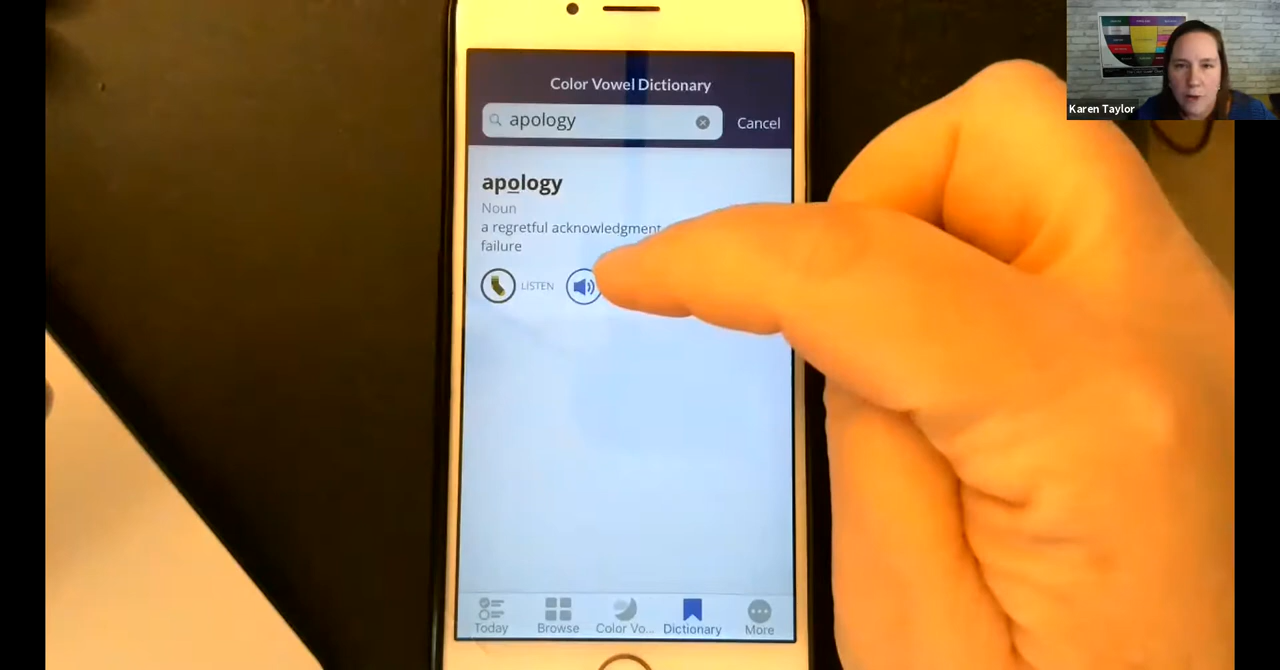 Color Vowel Dictionary
apology
Cancel
apology
Noun
a regretful acknowledgment
failure
LISTEN
Today
Browse
Color Vo...
Dictionary
More
Karen Taylor